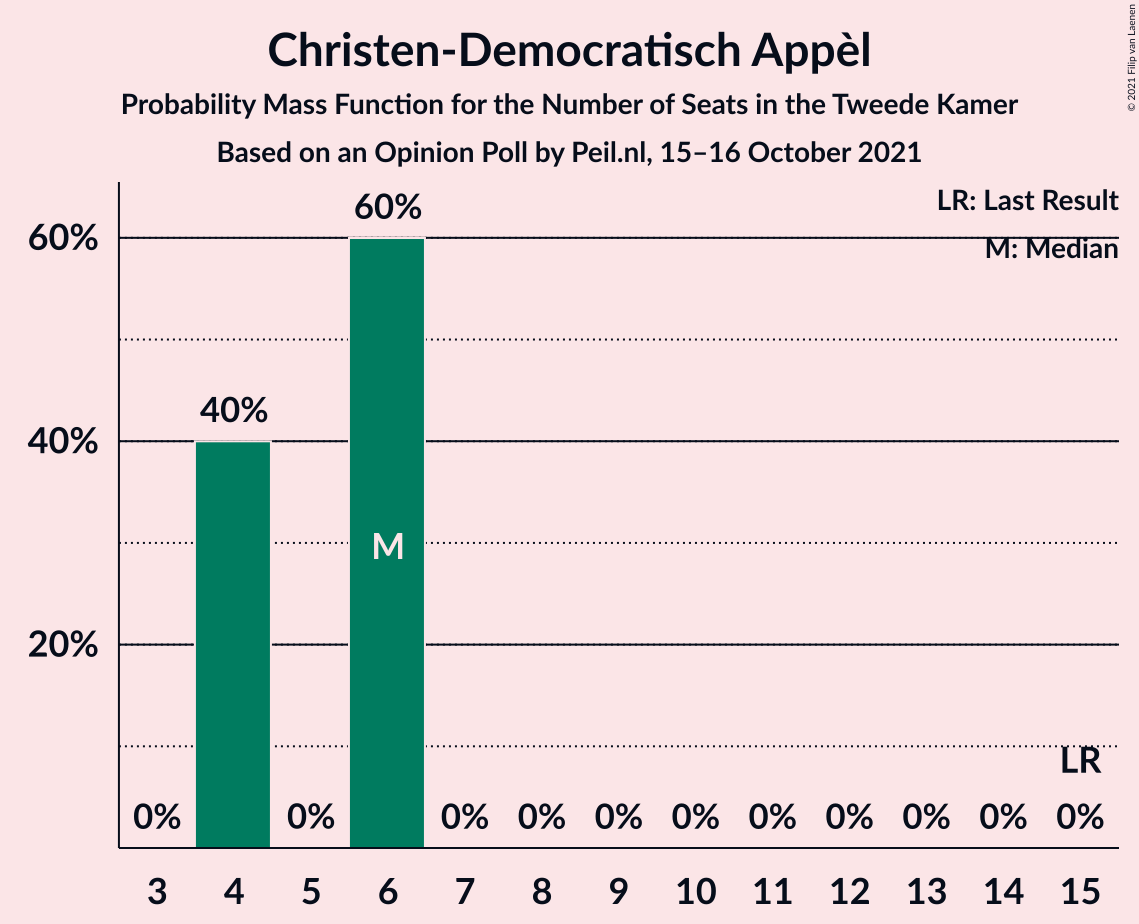 Christen-Democratisch Appèl
Probability Mass Function for the Number of Seats in the Tweede Kamer
Based on an Opinion Poll by Peil.nl, 15–16 October 2021
© 2021 Filip van Laenen
LR: Last Result
M: Median
60%
40%
20%
60%
40%
M
LR
0% 0% 0% 0% 0% 0% 0% 0% 0% 0% 0%
3 4 5 6 7 8 9 10 11 12 13 14 15